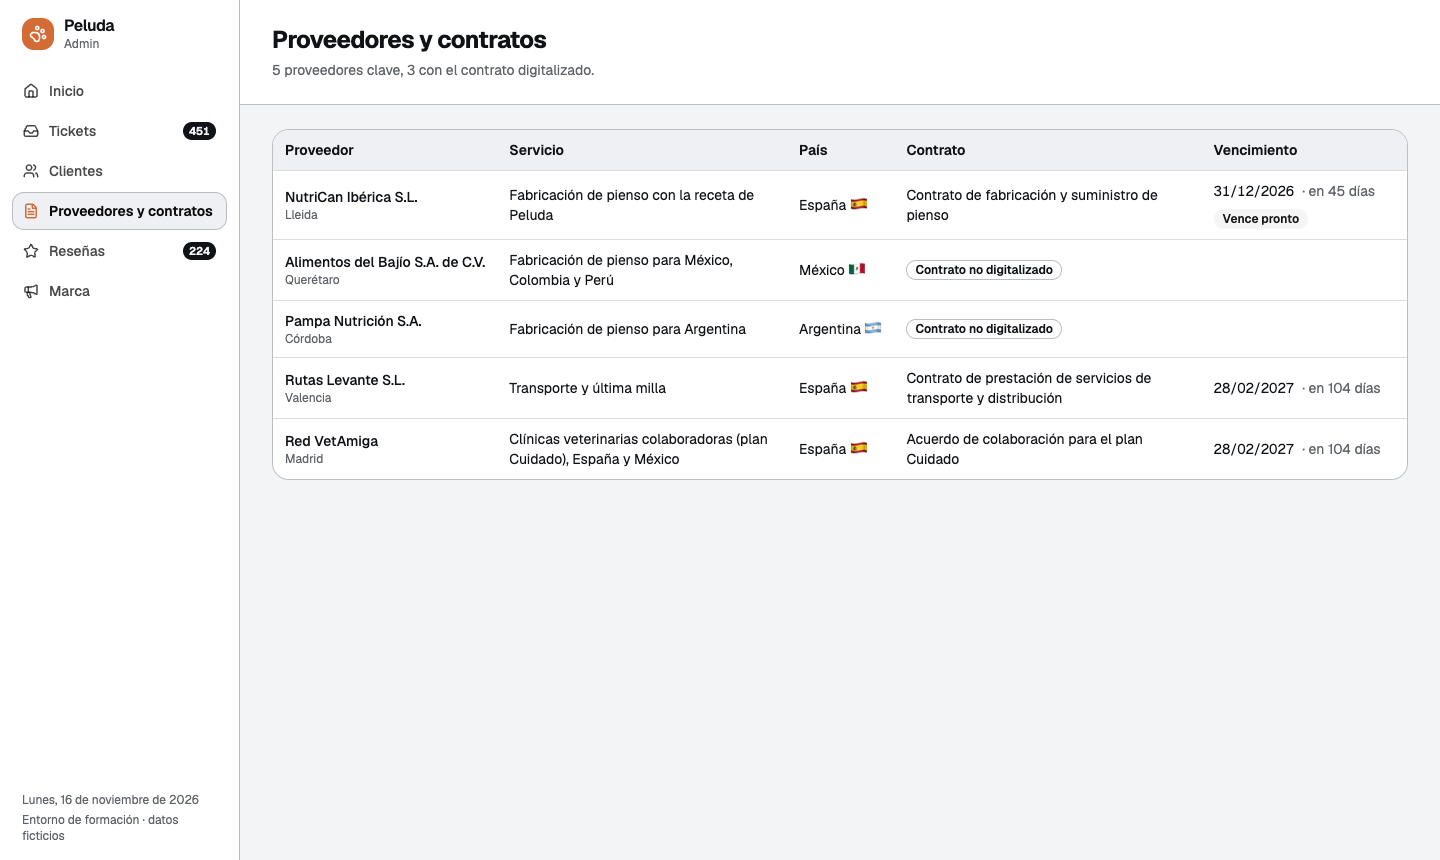 Peluda
Admin
Inicio
Tickets 451
Clientes
Proveedores y contratos
Reseñas 224
Marca
Lunes, 16 de noviembre de 2026
Entorno de formación · datos
ficticios
Proveedores y contratos
5 proveedores clave, 3 con el contrato digitalizado.
Proveedor Servicio País Contrato Vencimiento
NutriCan Ibérica S.L.
Lleida
Fabricación de pienso con la receta de
Peluda
España
Contrato de fabricación y suministro de
pienso
31/12/2026 · en 45 días
Vence pronto
Alimentos del Bajío S.A. de C.V.
Querétaro
Fabricación de pienso para México,
Colombia y Perú
México
Contrato no digitalizado
Pampa Nutrición S.A.
Córdoba
Fabricación de pienso para Argentina
Argentina
Contrato no digitalizado
Rutas Levante S.L.
Valencia
Transporte y última milla
España
Contrato de prestación de servicios de
transporte y distribución
28/02/2027 · en 104 días
Red VetAmiga
Madrid
Clínicas veterinarias colaboradoras (plan
Cuidado), España y México
España
Acuerdo de colaboración para el plan
Cuidado
28/02/2027 · en 104 días